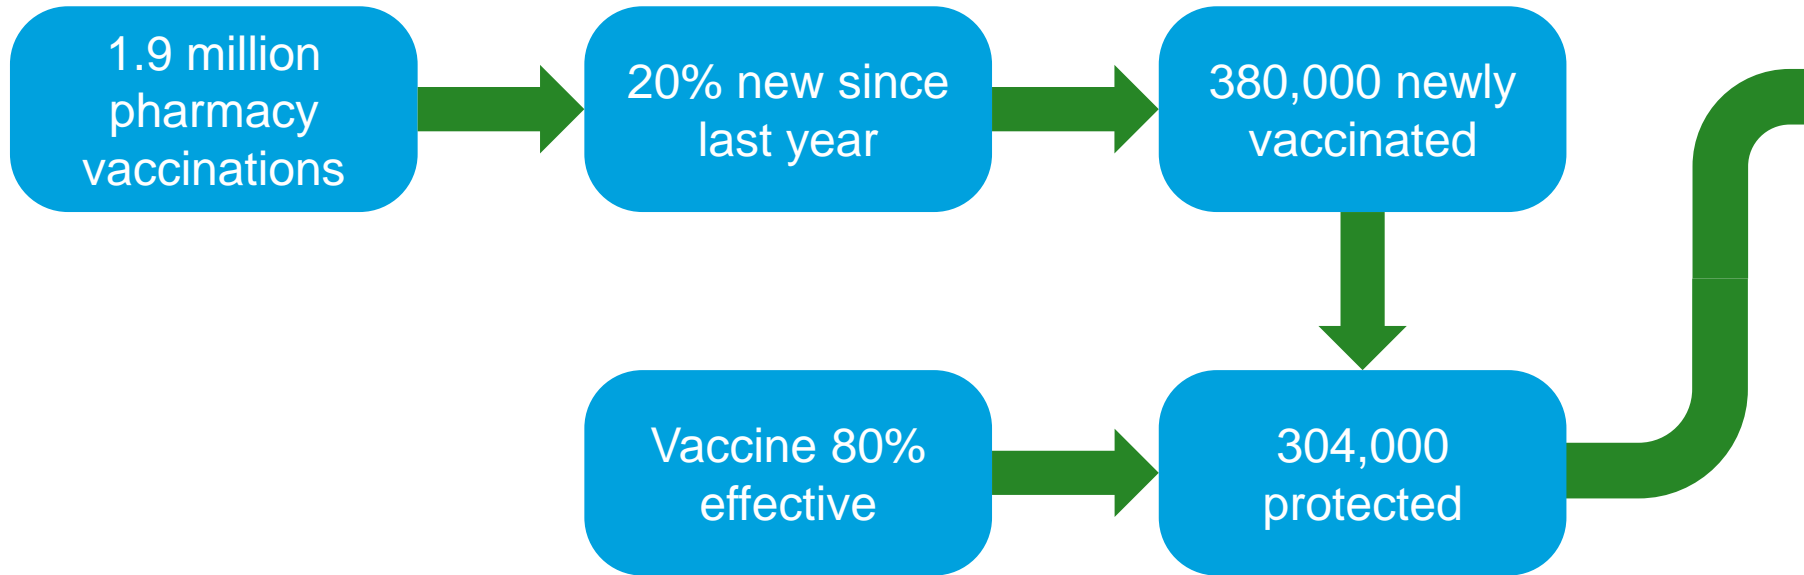 1.9 million
pharmacy
vaccinations
20% new since
last year
380,000 newly
vaccinated
Vaccine 80%
effective
304,000
protected